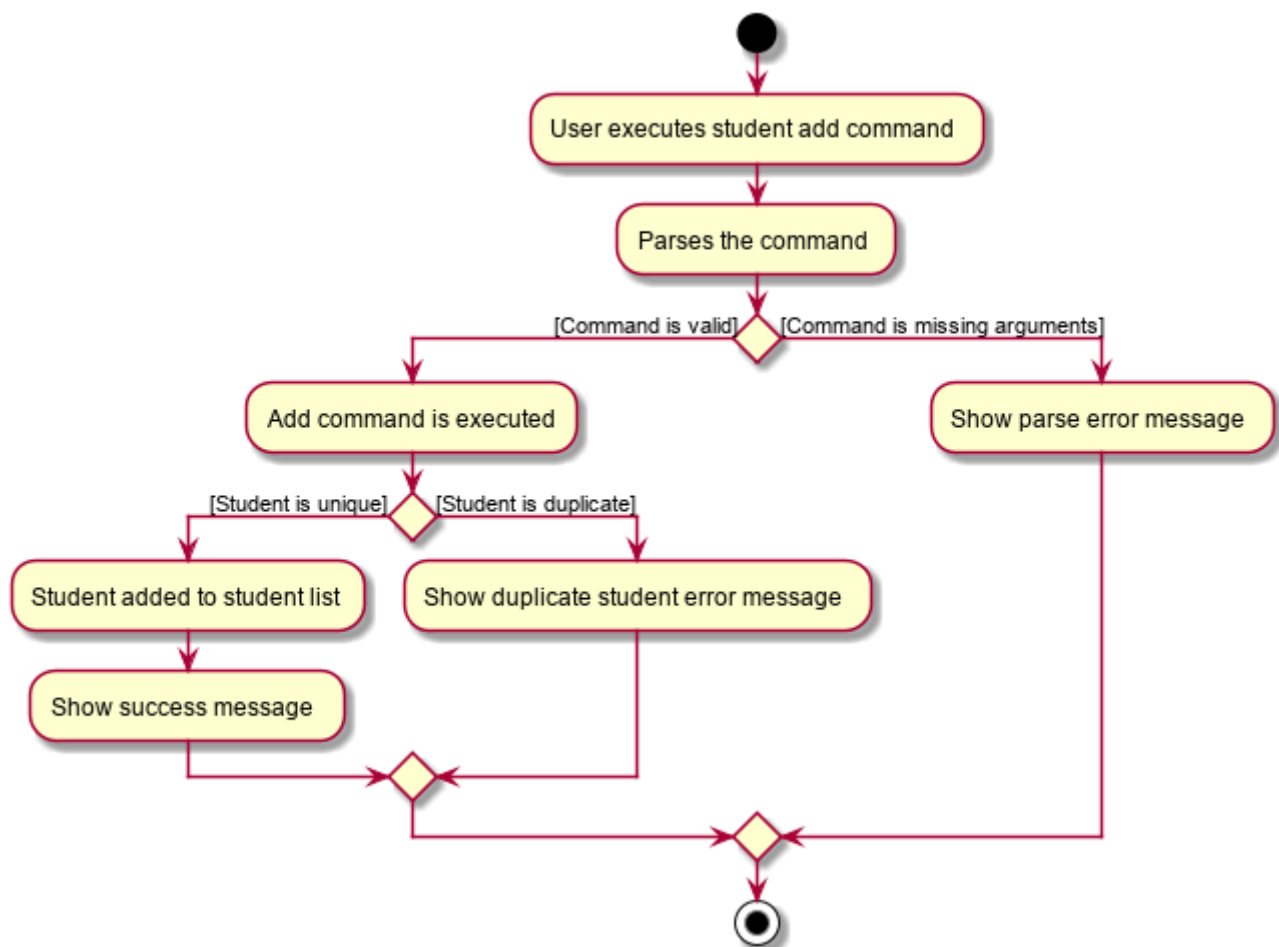 User executes student add command
Parses the command
[Command is valid]
[Command is missing arguments]
Add command is executed
Show parse error message
[Student is unique]
[Student is duplicate]
Student added to student list
Show duplicate student error message
Show success message